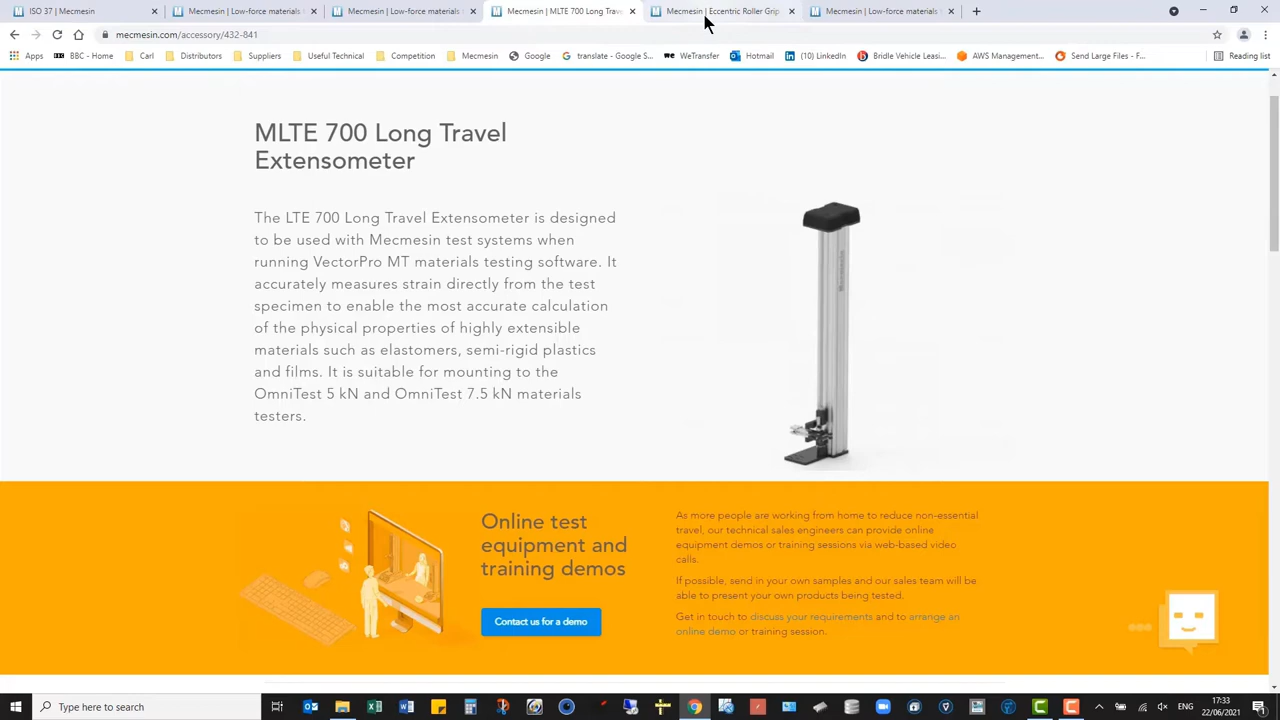 ISO 37 | Mecmesin
Mecmesin | Low-force materials
Mecmesin | Low-force materials
Mecmesin | MLTE 700 Long Trav
Mecmesin | Eccentric Roller Grip
Mecmesin | Low-force materials
mecmesin.com/accessory/432-841
Apps
BBC - Home
Carl
Distributors
Suppliers
Useful Technical
Competition
Mecmesin
Google
translate - Google S...
WeTransfer
Hotmail
(10) LinkedIn
Bridle Vehicle Leasi...
AWS Management...
Send Large Files - F...
Reading list
MLTE 700 Long Travel
Extensometer
The LTE 700 Long Travel Extensometer is designed
to be used with Mecmesin test systems when
running VectorPro MT materials testing software. It
accurately measures strain directly from the test
specimen to enable the most accurate calculation
of the physical properties of highly extensible
materials such as elastomers, semi-rigid plastics
and films. It is suitable for mounting to the
OmniTest 5 kN and OmniTest 7.5 kN materials
testers.
Online test
equipment and
training demos
Contact us for a demo
As more people are working from home to reduce non-essential
travel, our technical sales engineers can provide online
equipment demos or training sessions via web-based video
calls.
If possible, send in your own samples and our sales team will be
able to present your own products being tested.
Get in touch to discuss your requirements and to arrange an
online demo or training session.
Type here to search
ENG
17:33
22/06/2021